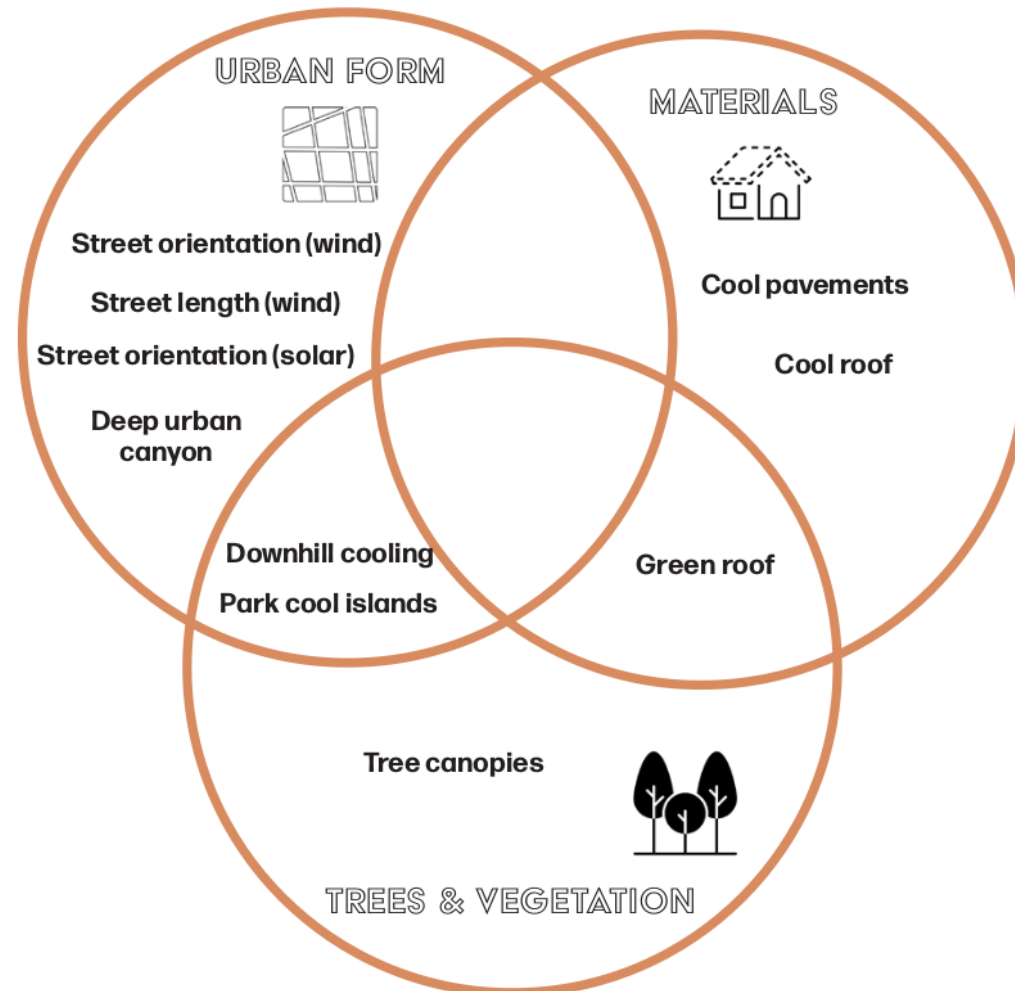 URBAN FORM
MATERIALS
Street orientation (wind)
Street length (wind)
Street orientation (solar)
Deep urban
canyon
Cool pavements
Cool roof
Downhill cooling
Park cool islands
Green roof
Tree canopies
TREES & VEGETATION